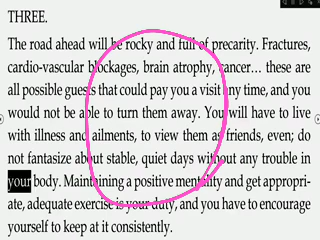 THREE.
The road ahead will be rocky and full of precarity. Fractures,
cardio-vascular blockages, brain atrophy, cancer... these are
all possible guests that could pay you a visit any time, and you
would not be able to turn them away. You will have to live
with illness and ailments, to view them as friends, even; do
not fantasize about stable, quiet days without any trouble in
your body. Maintaining a positive mentality and get appropri-
ate, adequate exercise is your duty, and you have to encourage
yourself to keep at it consistently.